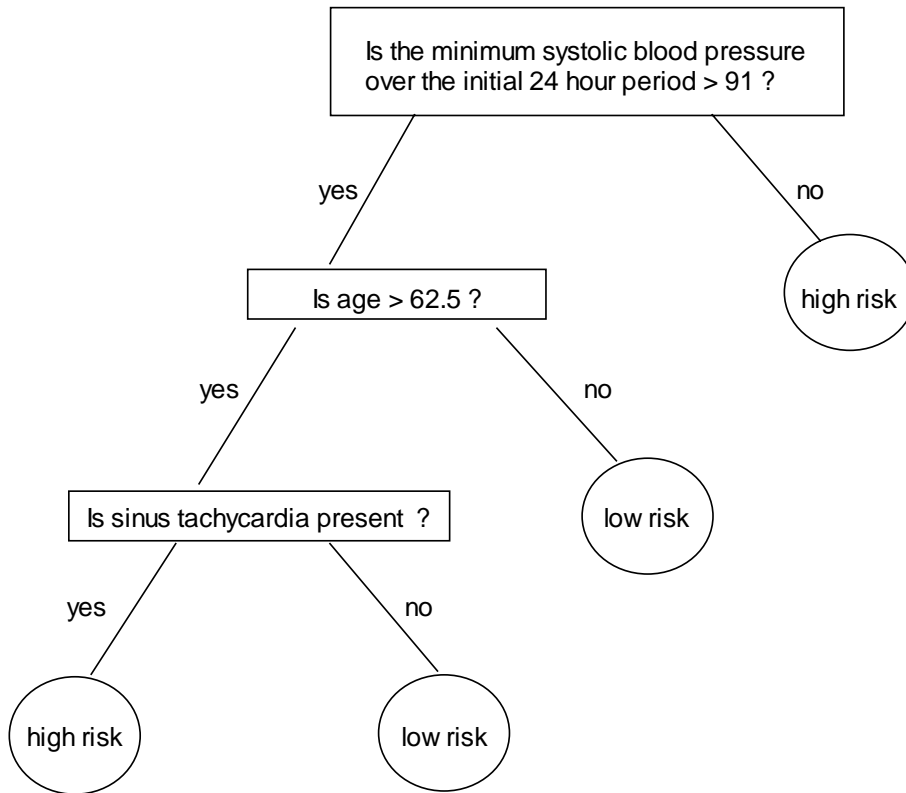 Is the minimum systolic blood pressure
over the initial 24 hour period > 91 ?
yes
no
high risk
Is age > 62.5 ?
yes
no
low risk
Is sinus tachycardia present  ?
yes
no
high risk
low risk